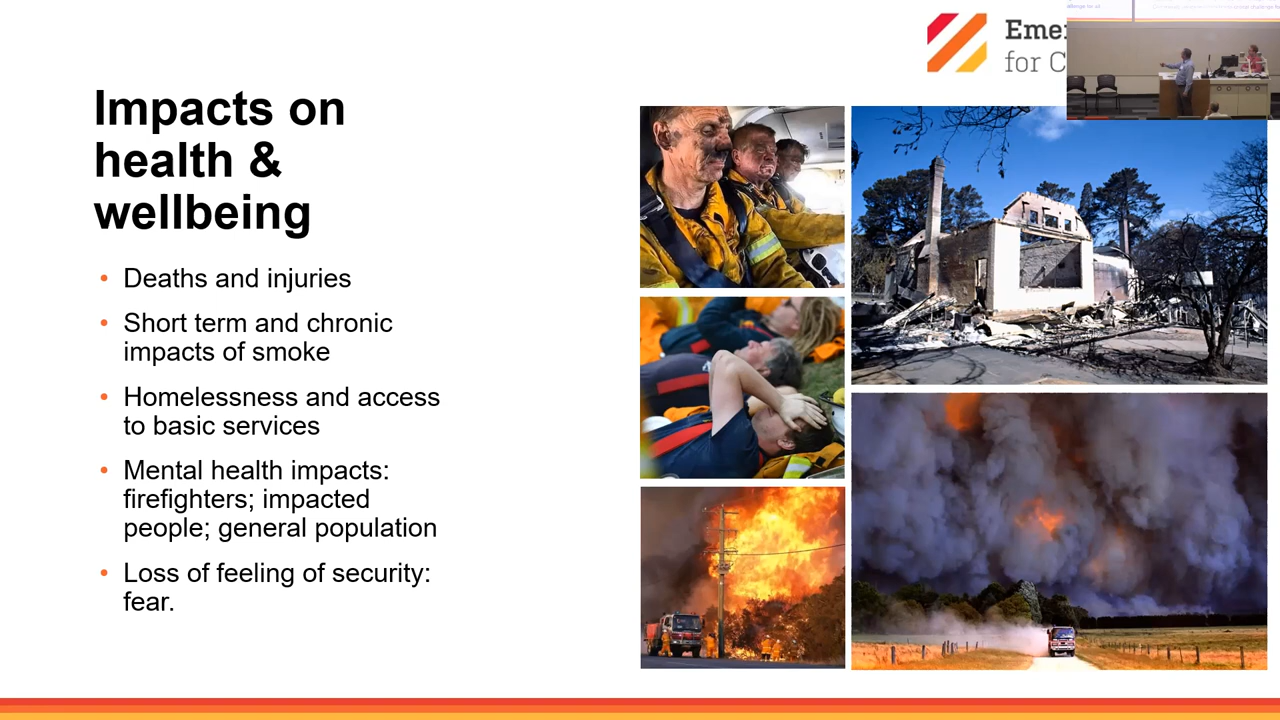 Impacts on
health &
wellbeing
• Deaths and injuries
• Short term and chronic
impacts of smoke
• Homelessness and access
to basic services
• Mental health impacts:
firefighters; impacted
people; general population
• Loss of feeling of security:
fear.
for C